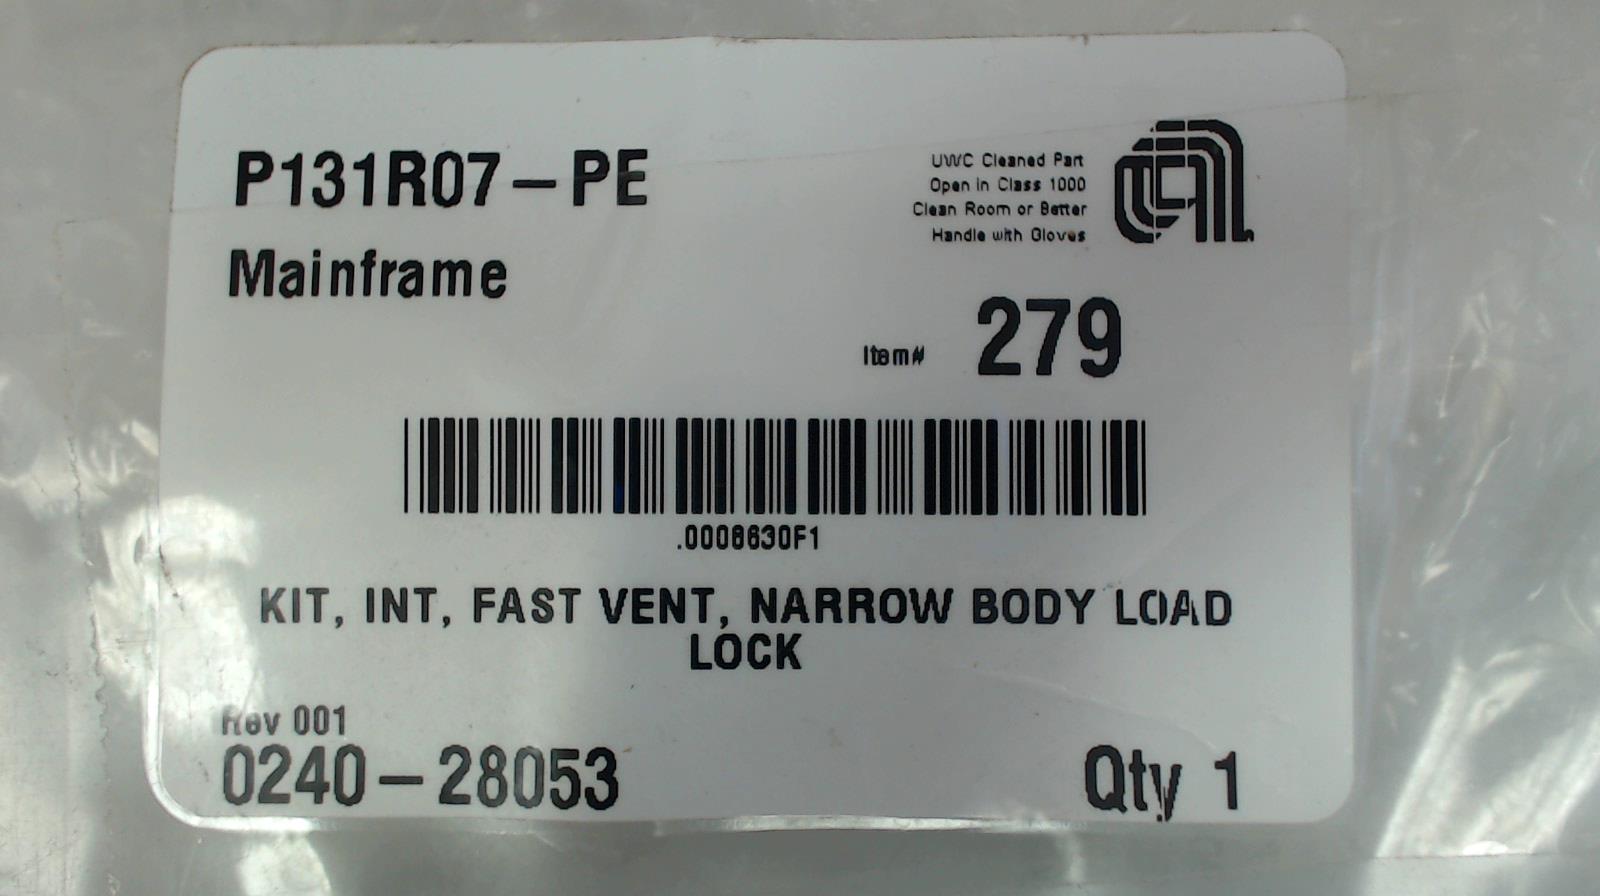 P131R07-PE
Mainframe
UWC Cleaned Part
Open in Class 1000
Clean Room or Better
Handle with Gloves
Item# 279
.0008630F1
KIT, INT, FAST VENT, NARROW BODY LOAD
LOCK
Rev 001
0240-28053
Qty 1